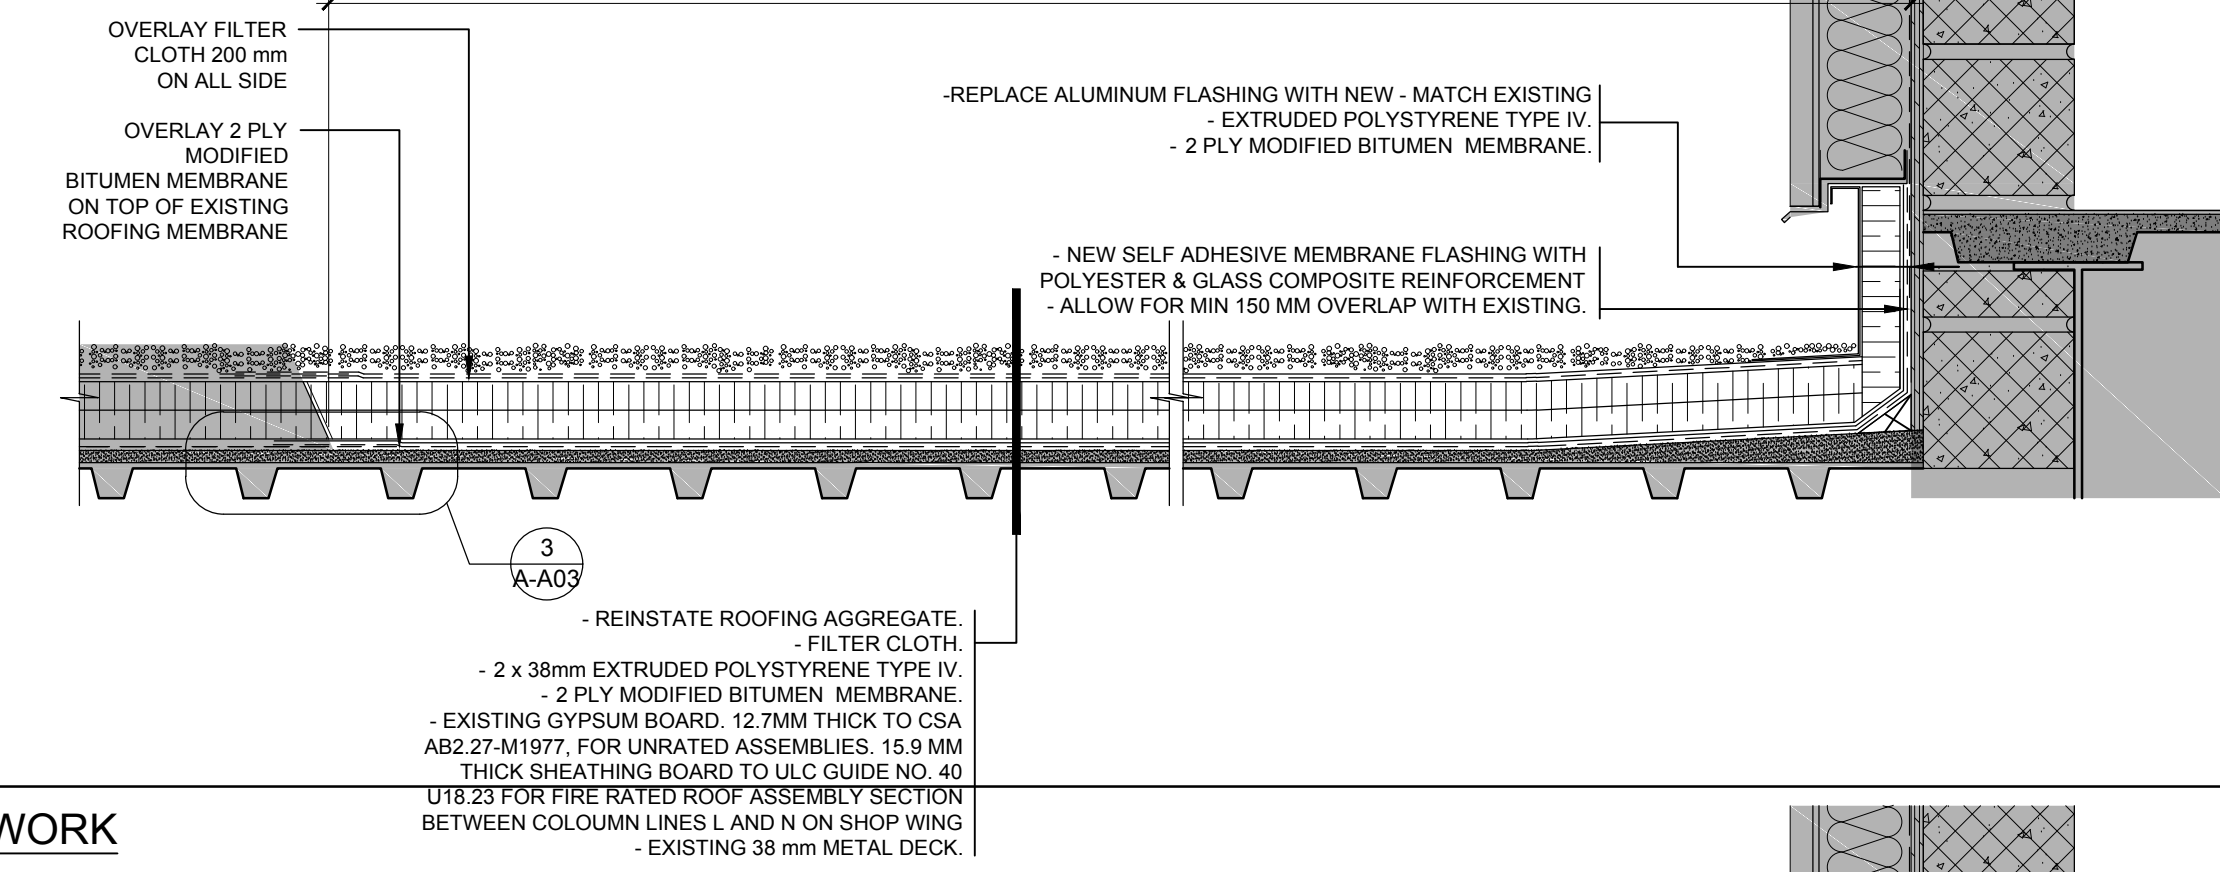 OVERLAY FILTER
CLOTH 200 mm
ON ALL SIDE
OVERLAY 2 PLY
MODIFIED
BITUMEN MEMBRANE
ON TOP OF EXISTING
ROOFING MEMBRANE
-REPLACE ALUMINUM FLASHING WITH NEW - MATCH EXISTING
- EXTRUDED POLYSTYRENE TYPE IV.
- 2 PLY MODIFIED BITUMEN MEMBRANE.
- NEW SELF ADHESIVE MEMBRANE FLASHING WITH
POLYESTER & GLASS COMPOSITE REINFORCEMENT
- ALLOW FOR MIN 150 MM OVERLAP WITH EXISTING.
3
A-A03
- REINSTATE ROOFING AGGREGATE.
- FILTER CLOTH.
- 2 x 38mm EXTRUDED POLYSTYRENE TYPE IV.
- 2 PLY MODIFIED BITUMEN MEMBRANE.
- EXISTING GYPSUM BOARD. 12.7MM THICK TO CSA
AB2.27-M1977, FOR UNRATED ASSEMBLIES. 15.9 MM
THICK SHEATHING BOARD TO ULC GUIDE NO. 40
U18.23 FOR FIRE RATED ROOF ASSEMBLY SECTION
BETWEEN COLOUMN LINES L AND N ON SHOP WING
- EXISTING 38 mm METAL DECK.
WORK